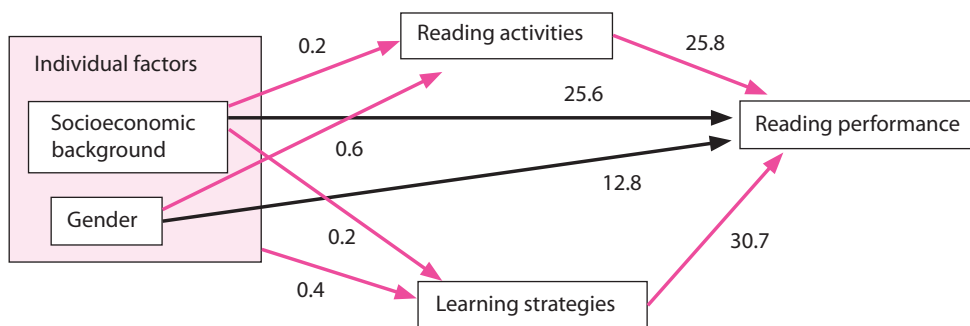 Reading activities
0.2
25.8
Individual factors
25.6
Socioeconomic
background
Reading performance
0.6
12.8
Gender
0.2
30.7
0.4
Learning strategies